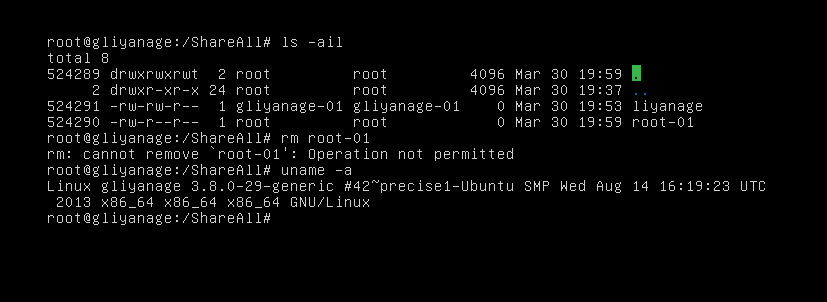 root@gliyanage:/ShareAll# ls -ail
total 8
524289 drwxrwxrwt  2 root         root         4096 Mar 30 19:59 .
     2 drwxr-xr-x 24 root         root         4096 Mar 30 19:37 ..
524291 -rw-rw-r--  1 gliyanage-01 gliyanage-01    0 Mar 30 19:53 liyanage
524290 -rw-r--r--  1 root         root            0 Mar 30 19:59 root-01
root@gliyanage:/ShareAll# rm root-01
rm: cannot remove `root-01': Operation not permitted
root@gliyanage:/ShareAll# uname -a
Linux gliyanage 3.8.0-29-generic #42~precise1-Ubuntu SMP Wed Aug 14 16:19:23 UTC
 2013 x86_64 x86_64 x86_64 GNU/Linux
root@gliyanage:/ShareAll#